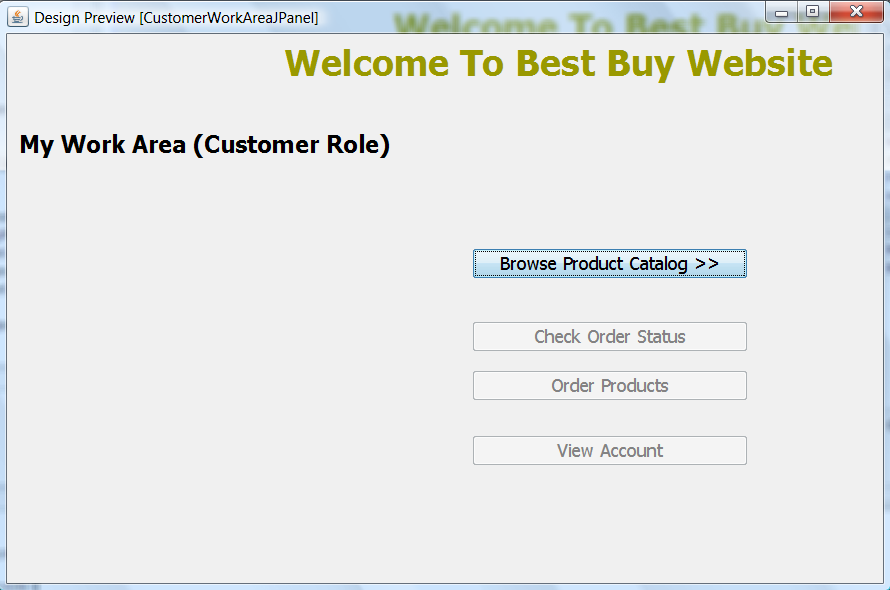 Design Preview [CustomerWorkAreaJPanel]
Welcome To Best Buy Website
My Work Area (Customer Role)
Browse Product Catalog >>
Check Order Status
Order Products
View Account